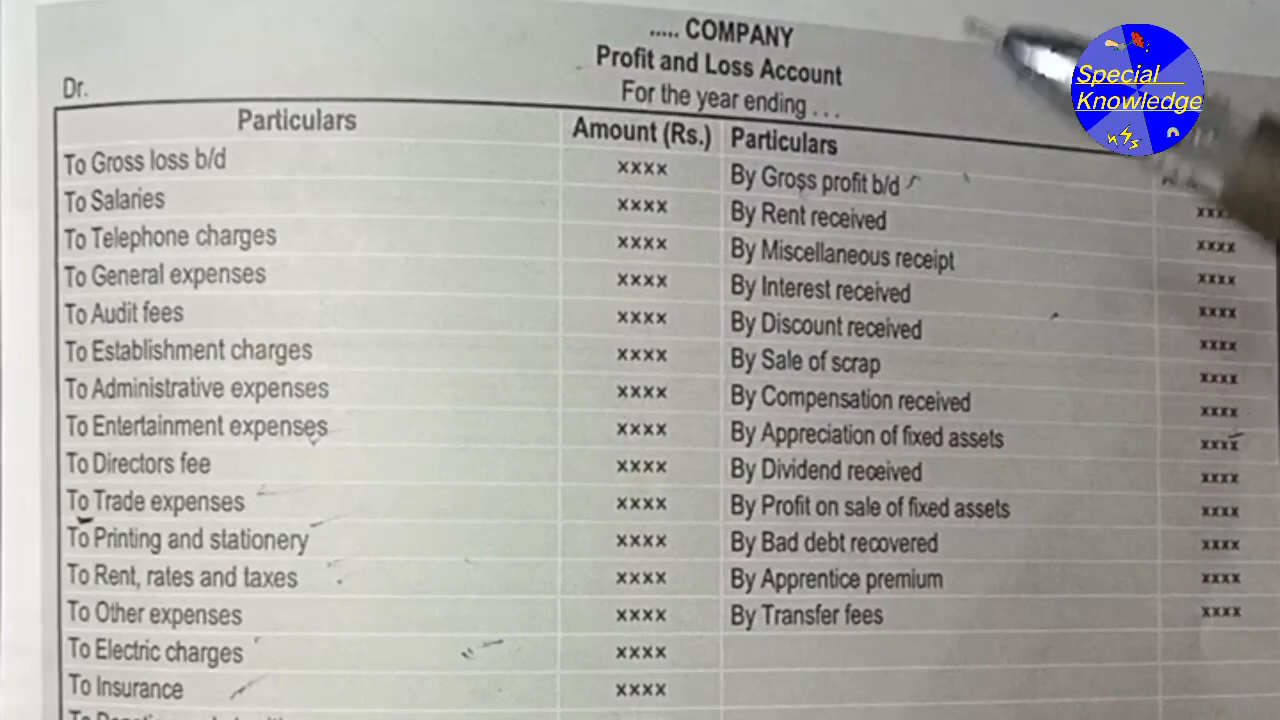 ..... COMPANY
Profit and Loss Account
For the year ending . . .
Dr.
Special
Knowledge
Particulars Amount (Rs.) Particulars
To Gross loss b/d xxxx By Gross profit b/d xxxx
To Salaries xxxx By Rent received xxxx
To Telephone charges xxxx By Miscellaneous receipt xxxx
To General expenses xxxx By Interest received xxxx
To Audit fees xxxx By Discount received xxxx
To Establishment charges xxxx By Sale of scrap xxxx
To Administrative expenses xxxx By Compensation received xxxx
To Entertainment expenses xxxx By Appreciation of fixed assets xxxx
To Directors fee xxxx By Dividend received xxxx
To Trade expenses xxxx By Profit on sale of fixed assets xxxx
To Printing and stationery xxxx By Bad debt recovered xxxx
To Rent, rates and taxes xxxx By Apprentice premium xxxx
To Other expenses xxxx By Transfer fees xxxx
To Electric charges xxxx
To Insurance xxxx